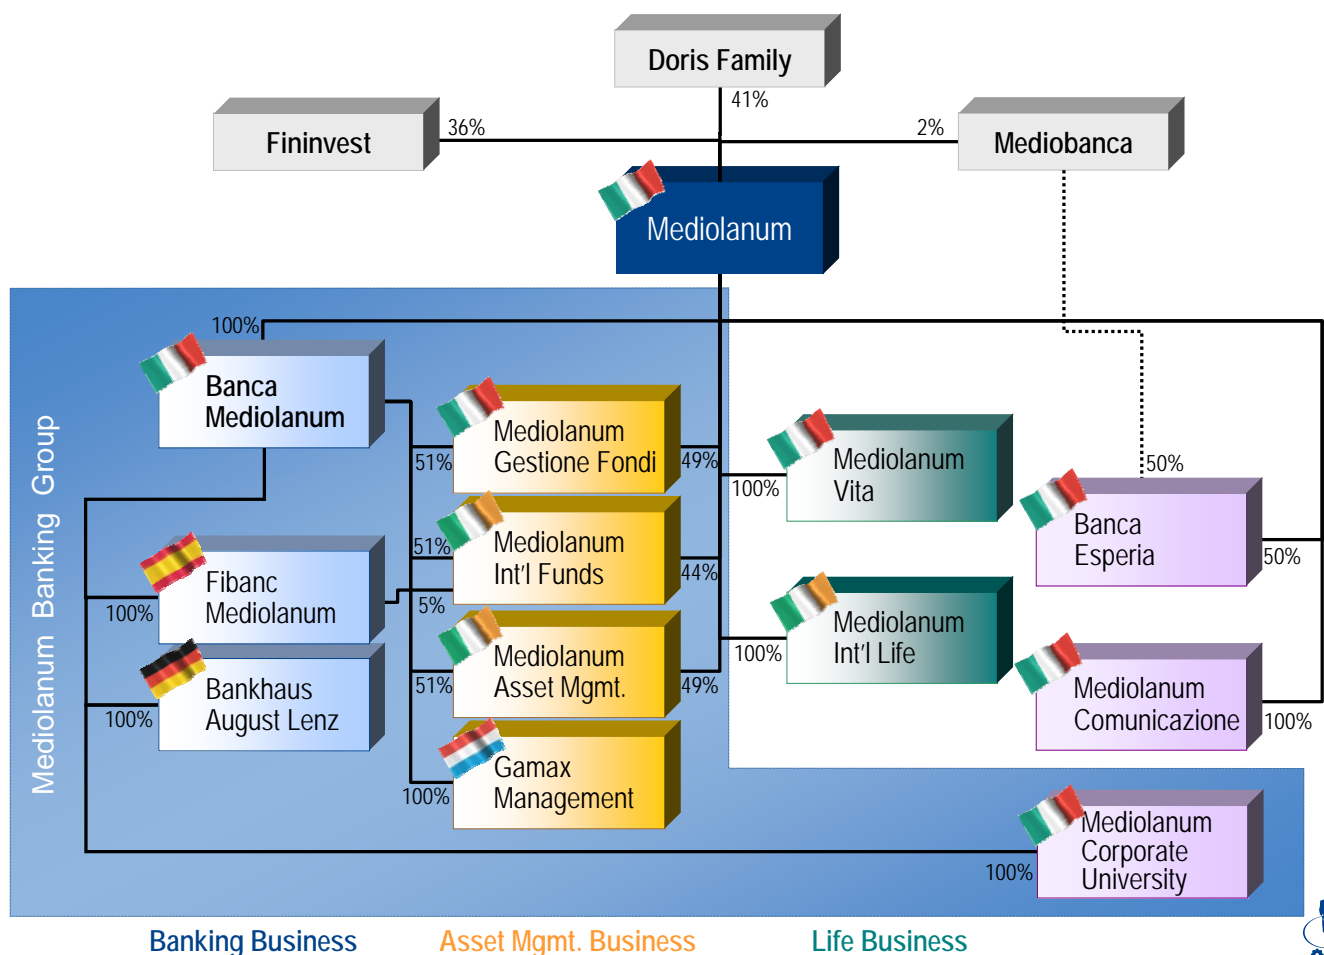 Doris Family
41%
Fininvest
36%
2%
Mediobanca
Mediolanum
Mediolanum Banking Group
100%
Banca
Mediolanum
Mediolanum
Gestione Fondi
51%
49%
Mediolanum
Vita
100%
50%
Banca
Esperia
50%
Fibanc
Mediolanum
100%
51%
Mediolanum
Int'l Funds
44%
5%
Mediolanum
Int'l Life
100%
Bankhaus
August Lenz
100%
Mediolanum
Asset Mgmt.
51%
49%
Mediolanum
Comunicazione
100%
Gamax
Management
100%
Mediolanum
Corporate
University
100%
Banking Business
Asset Mgmt. Business
Life Business